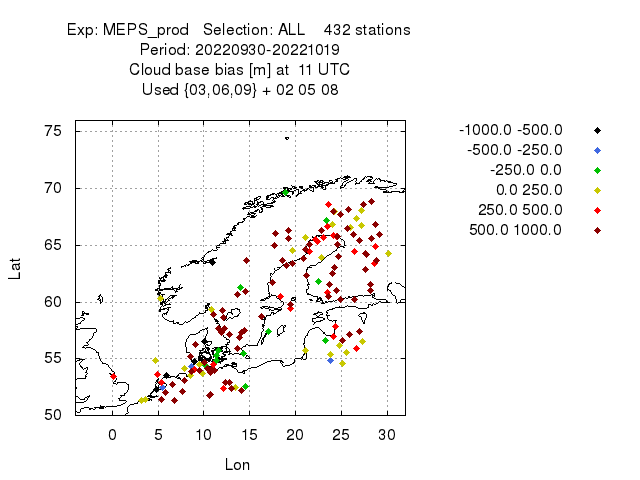 Exp: MEPS_prod   Selection: ALL    432 stations
Period: 20220930-20221019
Cloud base bias [m] at  11 UTC
Used {03,06,09} + 02 05 08
-1000.0 -500.0
-500.0 -250.0
-250.0 0.0
0.0 250.0
250.0 500.0
500.0 1000.0
75
70
65
60
55
50
Lat
0 5 10 15 20 25 30
Lon